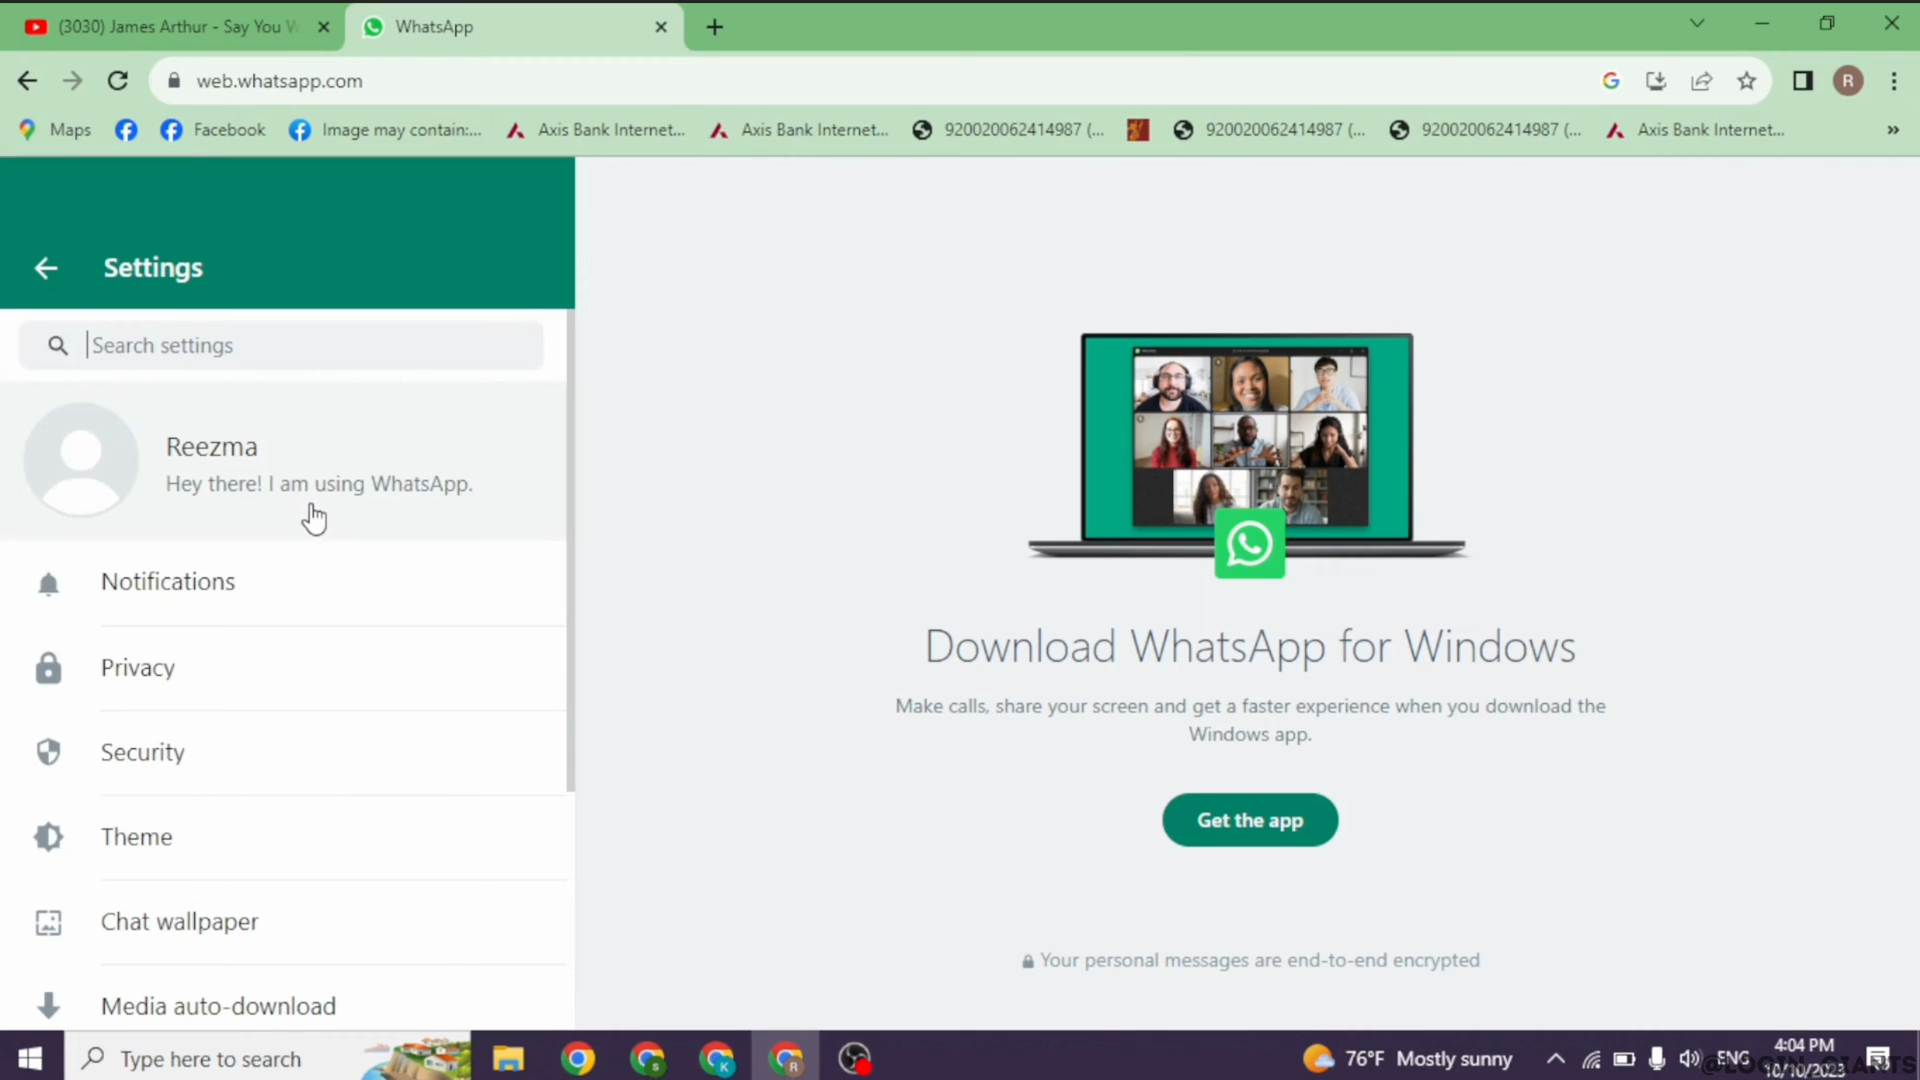 (3030) James Arthur - Say You W
WhatsApp
web.whatsapp.com
R
Maps
Facebook
Image may contain:...
Axis Bank Internet...
Axis Bank Internet...
920020062414987 (...
920020062414987 (...
920020062414987 (...
Axis Bank Internet...
»
Settings
Search settings
Reezma
Hey there! I am using WhatsApp.
Notifications
Privacy
Security
Theme
Chat wallpaper
Media auto-download
Download WhatsApp for Windows
Make calls, share your screen and get a faster experience when you download the
Windows app.
Get the app
Your personal messages are end-to-end encrypted
Type here to search
S
K
R
76°F Mostly sunny
ENG
4:04 PM
10/10/2023
@LOGIN_GIANTS